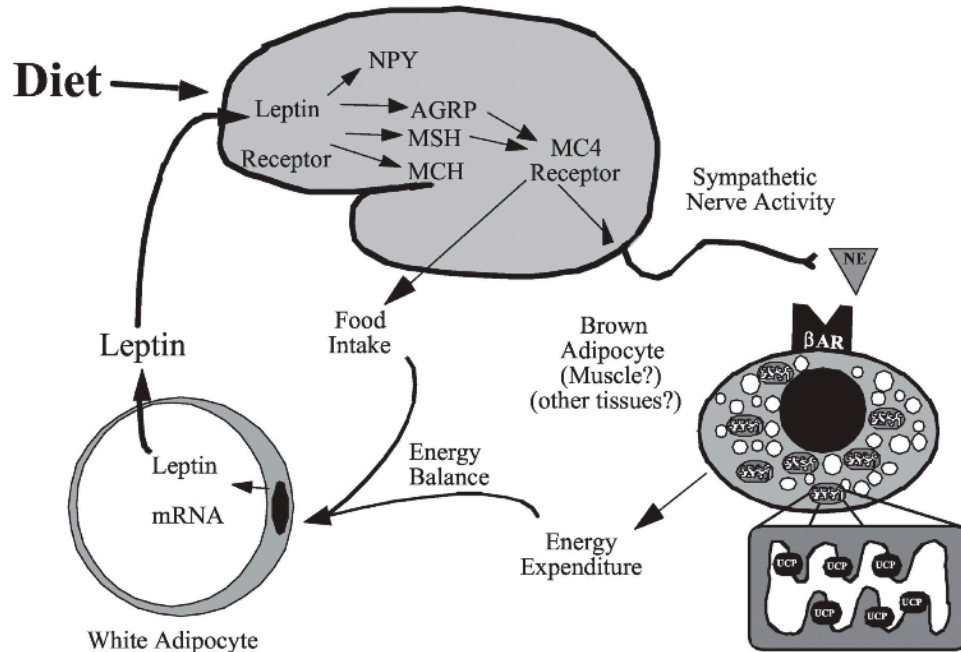 Diet
NPY
Leptin
Receptor
AGRP
MSH
MCH
MC4
Receptor
Sympathetic
Nerve Activity
NE
βAR
Food
Intake
Brown
Adipocyte
(Muscle?)
(other tissues?)
Leptin
Leptin
mRNA
Energy
Balance
Energy
Expenditure
White Adipocyte
UCP
UCP
UCP
UCP
UCP
UCP